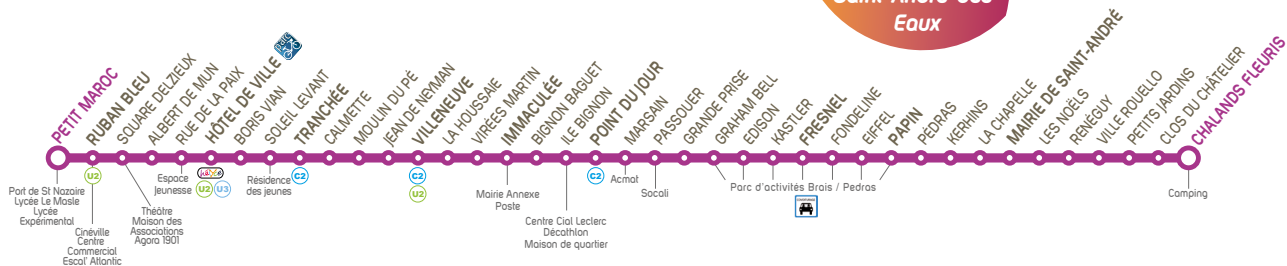 Saint-André des
Eaux
PETIT MAROC
RUBAN BLEU
SQUARE DELZIEUX
ALBERT DE MUN
RUE DE LA PAIX
HÔTEL DE VILLE
BORIS VIAN
SOLEIL LEVANT
TRANCHÉE
CALMETTE
MOULIN DU PÉ
JEAN DE NEYMAN
VILLENEUVE
LA HOUSSAIE
VIRÉES MARTIN
IMMACULÉE
BIGNON BAGUET
ILE BIGNON
POINT DU JOUR
MARSAIN
PASSOUER
GRANDE PRISE
GRAHAM BELL
EDISON
KASTLER
FRESNEL
FONDELINE
EIFFEL
PAPIN
PÉDRAS
KERHINS
LA CHAPELLE
MAIRIE DE SAINT-ANDRÉ
LES NOËLS
RENÉGUY
VILLE ROUELLO
PETITS JARDINS
CLOS DU CHÂTELIER
CHALANDS FLEURIS
Port de St Nazaire
Lycée Le Masle
Lycée
Expérimental
U2
Cinéville
Centre
Commercial
Escal' Atlantic
Théâtre
Maison des
Associations
Agora 1901
Espace
Jeunesse
hélYce
U2 U3
Résidence
des jeunes
C2
C2
U2
Mairie Annexe
Poste
Centre Cial Leclerc
Décathlon
Maison de quartier
C2
Acmat
Socali
Parc d'activités Brais / Pedras
Camping